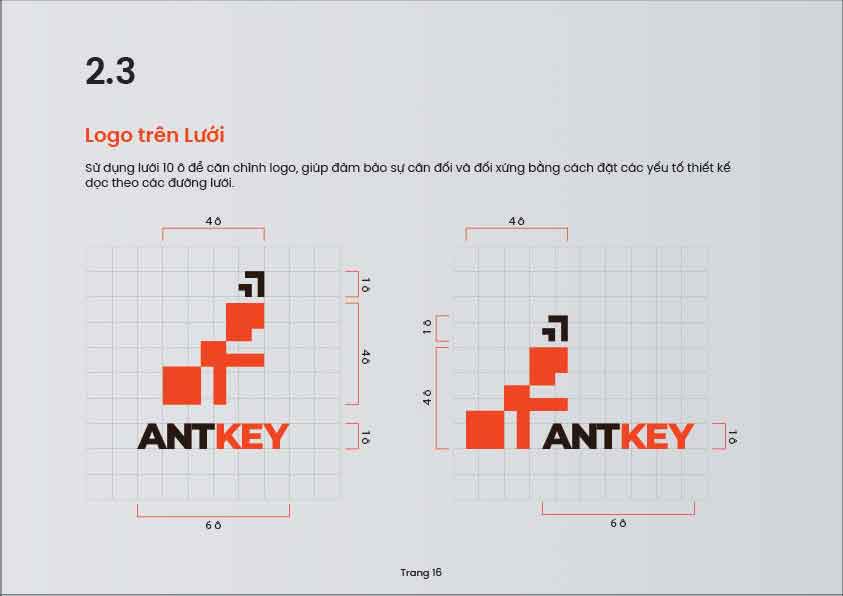 2.3
Logo trên Lưới
Sử dụng lưới 10 ô để căn chỉnh logo, giúp đảm bảo sự cân đối và đối xứng bằng cách đặt các yếu tố thiết kế
dọc theo các đường lưới.
4 ô
1 ô
4 ô
ANTKEY
1 ô
6 ô
4 ô
1 ô
4 ô
ANTKEY
1 ô
6 ô
Trang 16